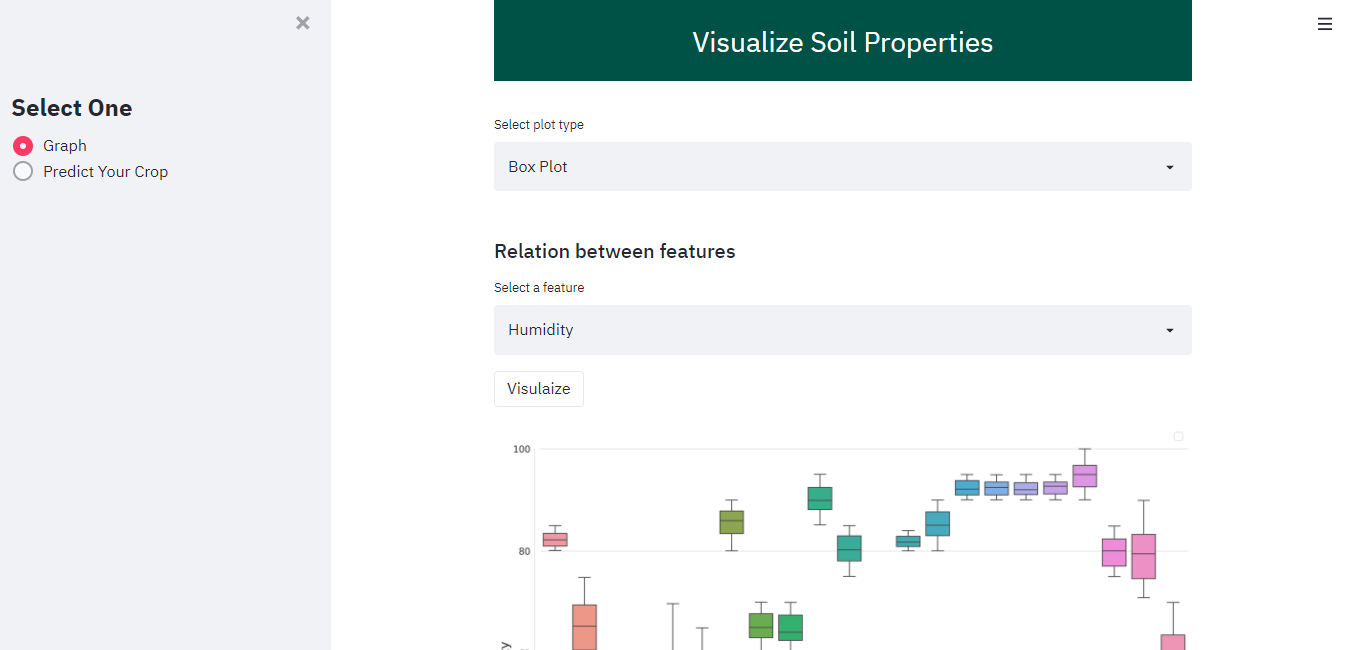 Visualize Soil Properties
Select One
Graph
Predict Your Crop
Select plot type
Box Plot
Relation between features
Select a feature
Humidity
Visulaize
100
80